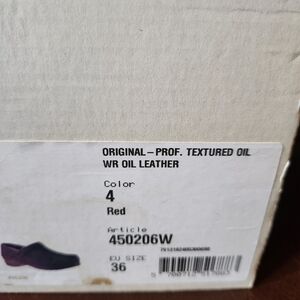 ORIGINAL – PROF. TEXTURED OIL
WR OIL LEATHER
Color
4
Red
Article
450206W
EU SIZE
36